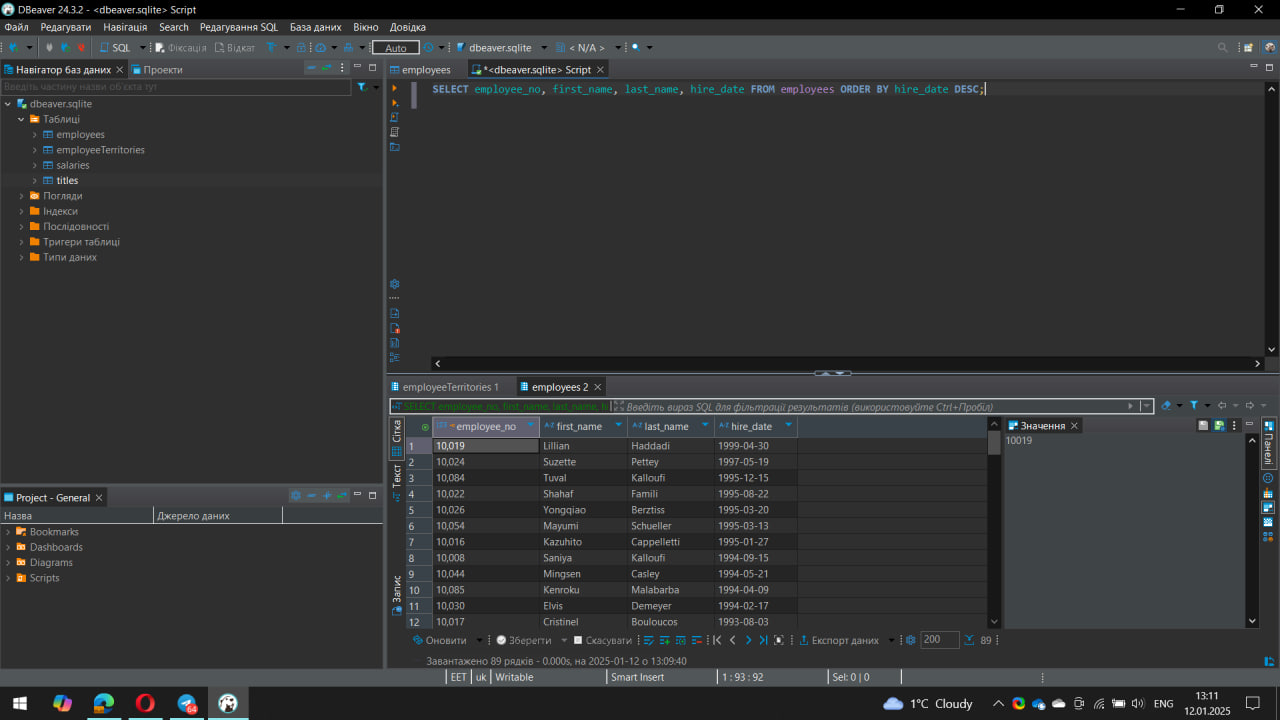 DBeaver 24.3.2 - <dbeaver.sqlite> Script
Файл Редагувати Навігація Search Редагування SQL База даних Вікно Довідка
SQL Фіксація Відкат Auto dbeaver.sqlite < N/A >
Навігатор баз даних Проекти
Введіть частину назви об'єкта тут
dbeaver.sqlite
Таблиці
employees
employeeTerritories
salaries
titles
Погляди
Індекси
Послідовності
Тригери таблиці
Типи даних
Project - General
Назва Джерело даних
Bookmarks
Dashboards
Diagrams
Scripts
employees *<dbeaver.sqlite> Script
SELECT employee_no, first_name, last_name, hire_date FROM employees ORDER BY hire_date DESC;
employeeTerritories 1 employees 2
SELECT employee_no, first_name, last_name, hi Введіть вираз SQL для фільтрації результатів (використовуйте Ctrl+Пробіл)
Сітка
Текст
Запис
employee_no first_name last_name hire_date
1 10,019 Lillian Haddadi 1999-04-30
2 10,024 Suzette Pettey 1997-05-19
3 10,084 Tuval Kalloufi 1995-12-15
4 10,022 Shahaf Famili 1995-08-22
5 10,026 Yongqiao Berztiss 1995-03-20
6 10,054 Mayumi Schueller 1995-03-13
7 10,016 Kazuhito Cappelletti 1995-01-27
8 10,008 Saniya Kalloufi 1994-09-15
9 10,044 Mingsen Casley 1994-05-21
10 10,085 Kenroku Malabarba 1994-04-09
11 10,030 Elvis Demeyer 1994-02-17
12 10,017 Cristinel Bouloucos 1993-08-03
Значення
10019
Панелі
Оновити Зберегти Скасувати Експорт даних 200 89
Завантажено 89 рядків - 0.000s, на 2025-01-12 о 13:09:40
EET uk Writable Smart Insert 1 : 93 : 92 Sel: 0 | 0
64 1°C Cloudy ENG 13:11
12.01.2025